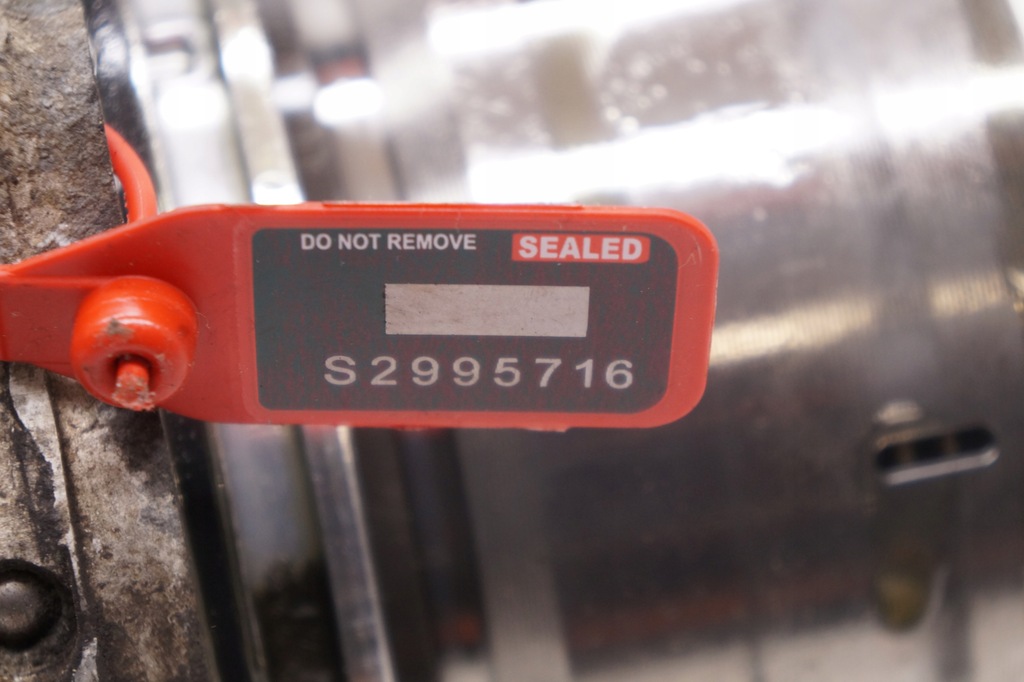 DO NOT REMOVE SEALED
S2995716